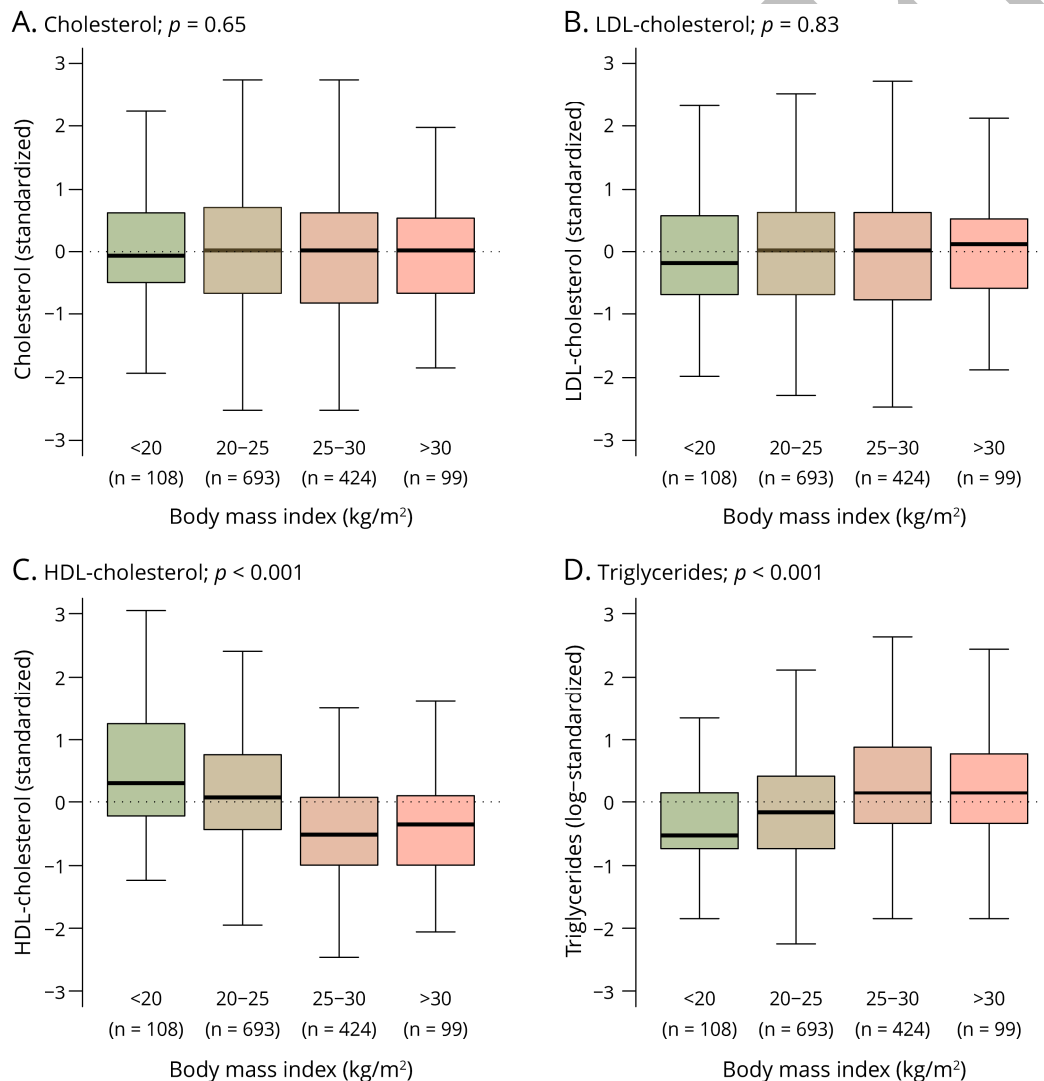 A. Cholesterol; p = 0.65
Cholesterol (standardized)
3
2
1
0
−1
−2
−3
<20 20−25 25−30 >30
(n = 108) (n = 693) (n = 424) (n = 99)
Body mass index (kg/m²)
B. LDL-cholesterol; p = 0.83
LDL-cholesterol (standardized)
3
2
1
0
−1
−2
−3
<20 20−25 25−30 >30
(n = 108) (n = 693) (n = 424) (n = 99)
Body mass index (kg/m²)
C. HDL-cholesterol; p < 0.001
HDL-cholesterol (standardized)
3
2
1
0
−1
−2
−3
<20 20−25 25−30 >30
(n = 108) (n = 693) (n = 424) (n = 99)
Body mass index (kg/m²)
D. Triglycerides; p < 0.001
Triglycerides (log−standardized)
3
2
1
0
−1
−2
−3
<20 20−25 25−30 >30
(n = 108) (n = 693) (n = 424) (n = 99)
Body mass index (kg/m²)